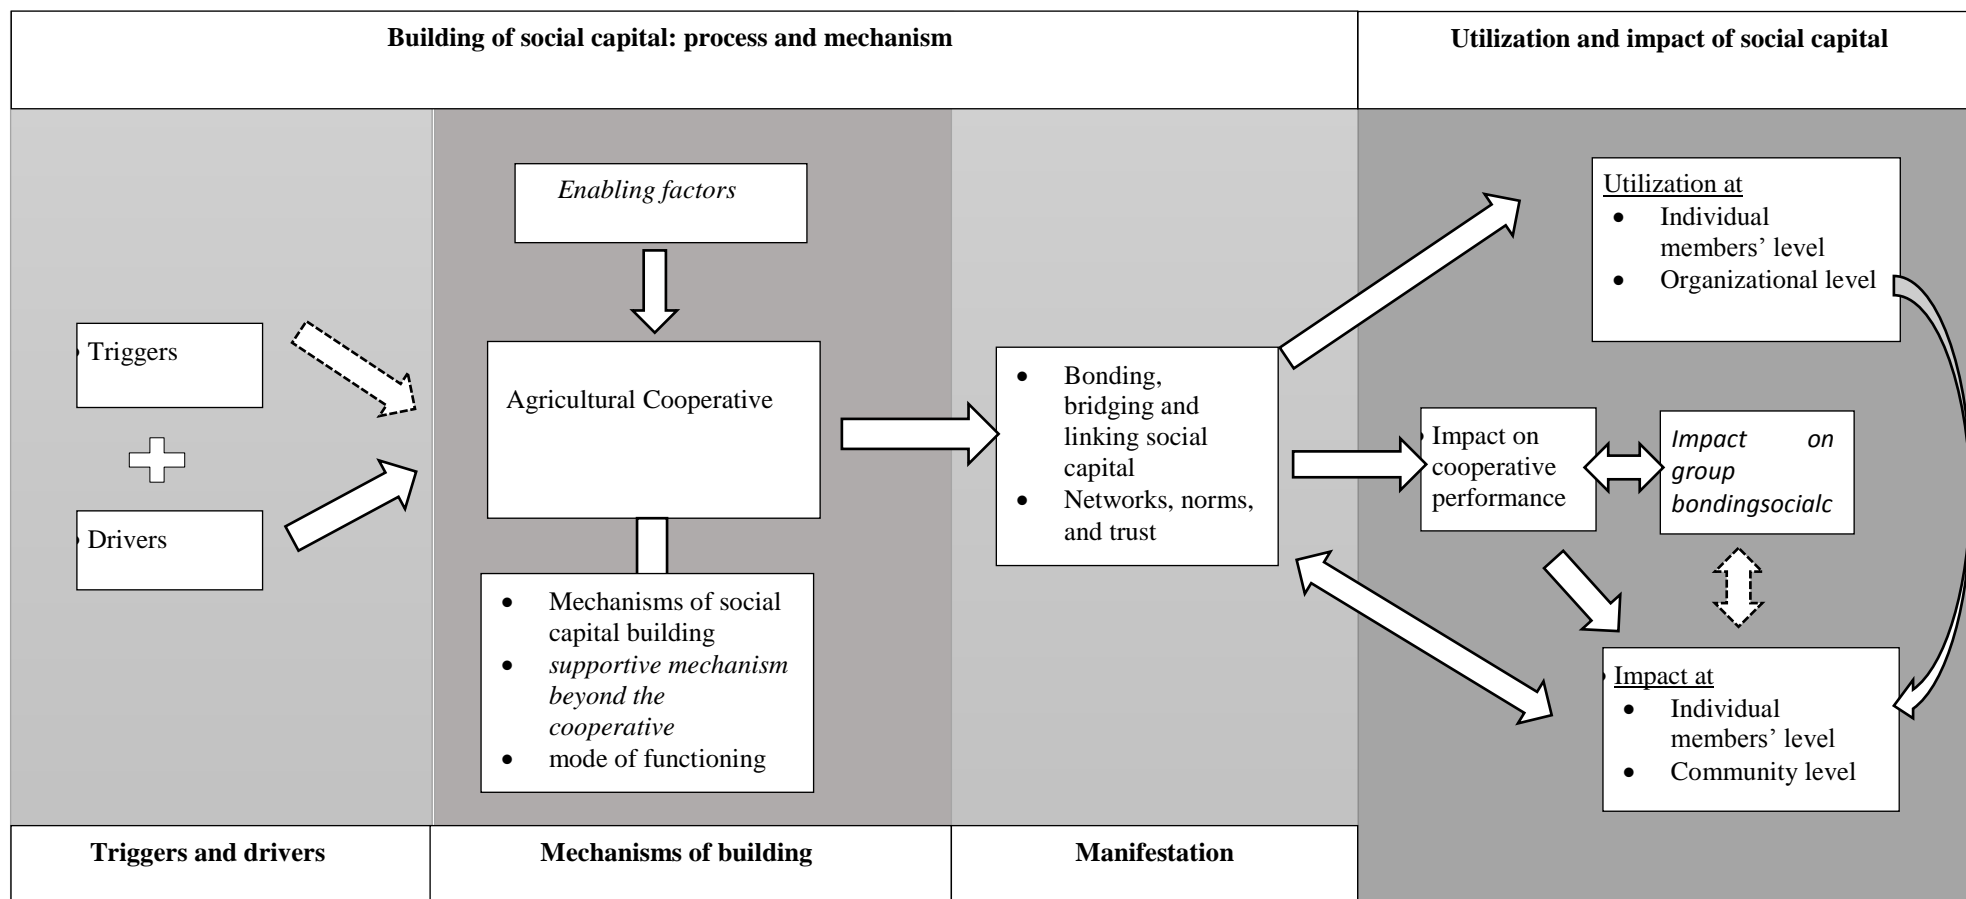 Building of social capital: process and mechanism
Utilization and impact of social capital
Enabling factors
• Triggers
• Drivers
Agricultural Cooperative
• Mechanisms of social
capital building
• supportive mechanism
beyond the
cooperative
• mode of functioning
• Bonding,
bridging and
linking social
capital
• Networks, norms,
and trust
Utilization at
• Individual
members’ level
• Organizational level
• Impact on
cooperative
performance
Impact on
group
bondingsocialc
• Impact at
• Individual
members’ level
• Community level
Triggers and drivers
Mechanisms of building
Manifestation